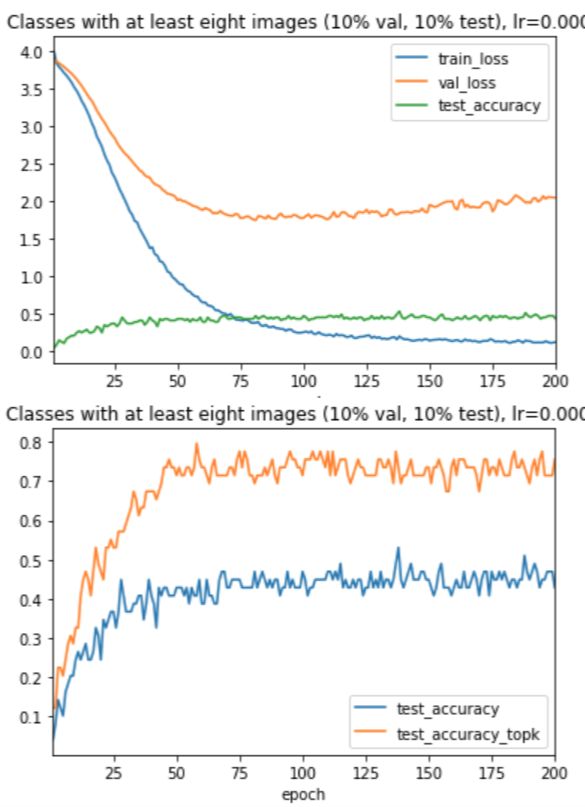 Classes with at least eight images (10% val, 10% test), lr=0.000
4.0
3.5
3.0
2.5
2.0
1.5
1.0
0.5
0.0
train_loss
val_loss
test_accuracy
25 50 75 100 125 150 175 200
Classes with at least eight images (10% val, 10% test), lr=0.000
0.8
0.7
0.6
0.5
0.4
0.3
0.2
0.1
test_accuracy
test_accuracy_topk
25 50 75 100 125 150 175 200
epoch